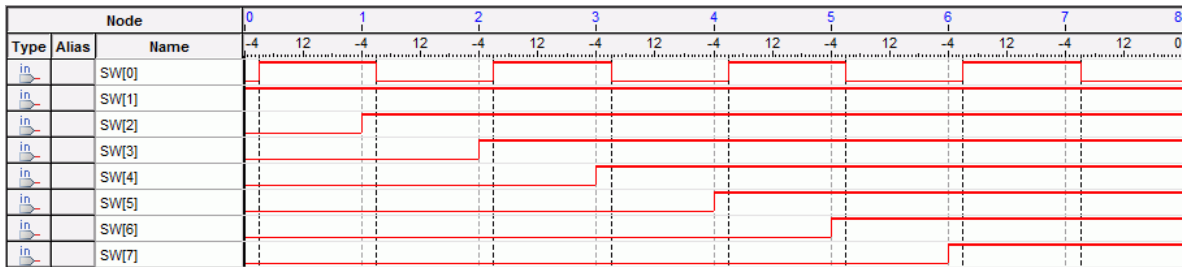 Node 0 1 2 3 4 5 6 7 8
Type Alias Name -4 12 -4 12 -4 12 -4 12 -4 12 -4 12 -4 12 -4 12 0
in SW[0]
in SW[1]
in SW[2]
in SW[3]
in SW[4]
in SW[5]
in SW[6]
in SW[7]